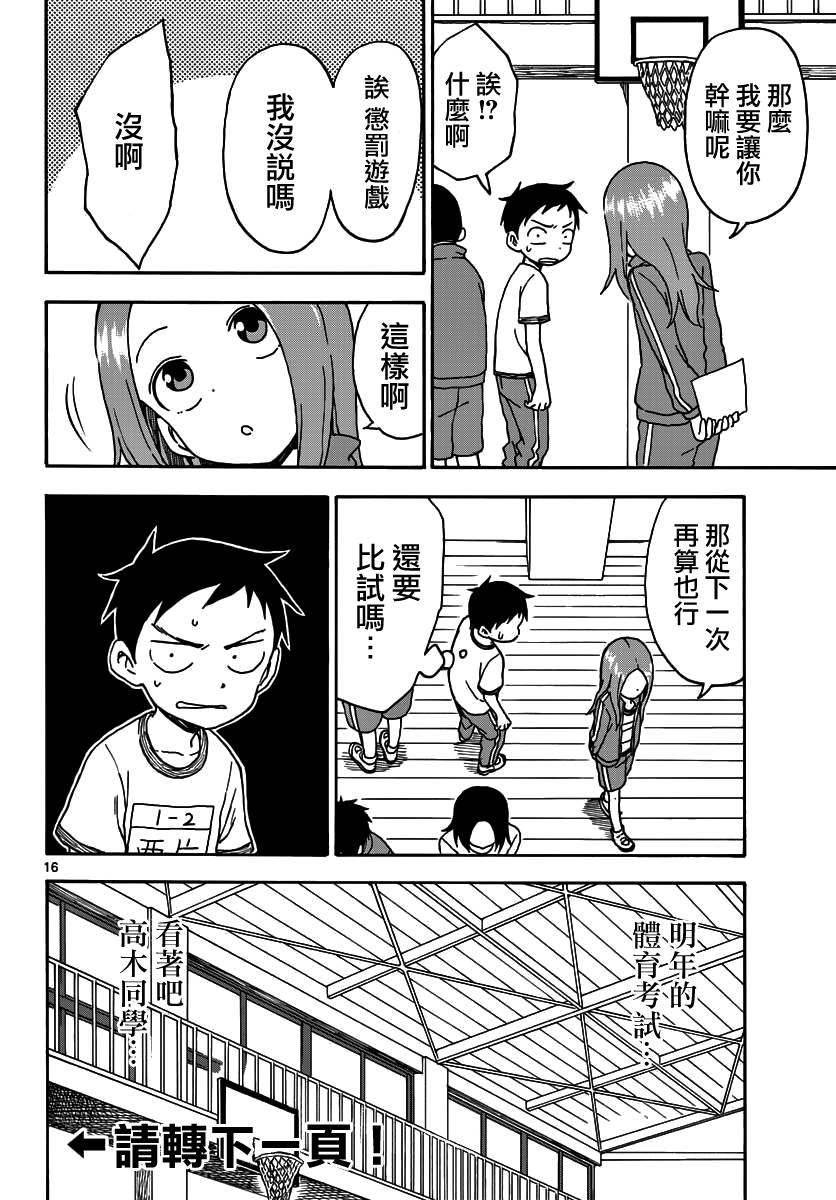 那麼
我要讓你
幹嘛呢
誒!?
什麼啊
誒 懲罰遊戲
我沒説嗎
沒啊
這樣啊
那從下一次
再算也行
還要
比試嗎…
1-2
西片
16
明年的
體育考試…
看著吧
高木同學…
←請轉下一頁！